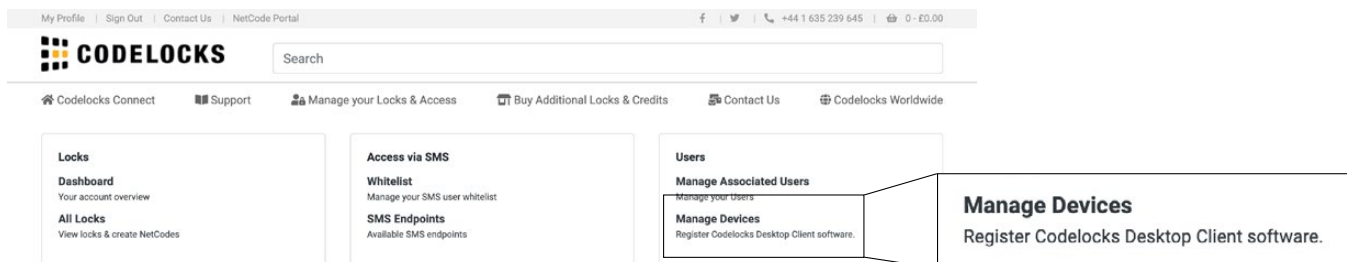 My Profile | Sign Out | Contact Us | NetCode Portal
+44 1 635 239 645 | 0 - £0.00
CODELOCKS
Search
Codelocks Connect Support Manage your Locks & Access Buy Additional Locks & Credits Contact Us Codelocks Worldwide
Locks
Dashboard
Your account overview
All Locks
View locks & create NetCodes
Access via SMS
Whitelist
Manage your SMS user whitelist
SMS Endpoints
Available SMS endpoints
Users
Manage Associated Users
Manage your Users
Manage Devices
Register Codelocks Desktop Client software.
Manage Devices
Register Codelocks Desktop Client software.